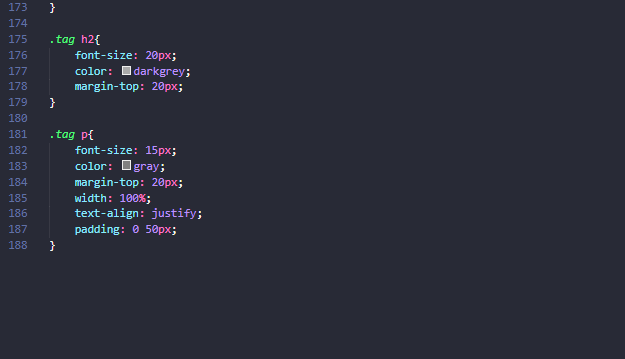 173 }
174
175 .tag h2{
176 font-size: 20px;
177 color: darkgrey;
178 margin-top: 20px;
179 }
180
181 .tag p{
182 font-size: 15px;
183 color: gray;
184 margin-top: 20px;
185 width: 100%;
186 text-align: justify;
187 padding: 0 50px;
188 }